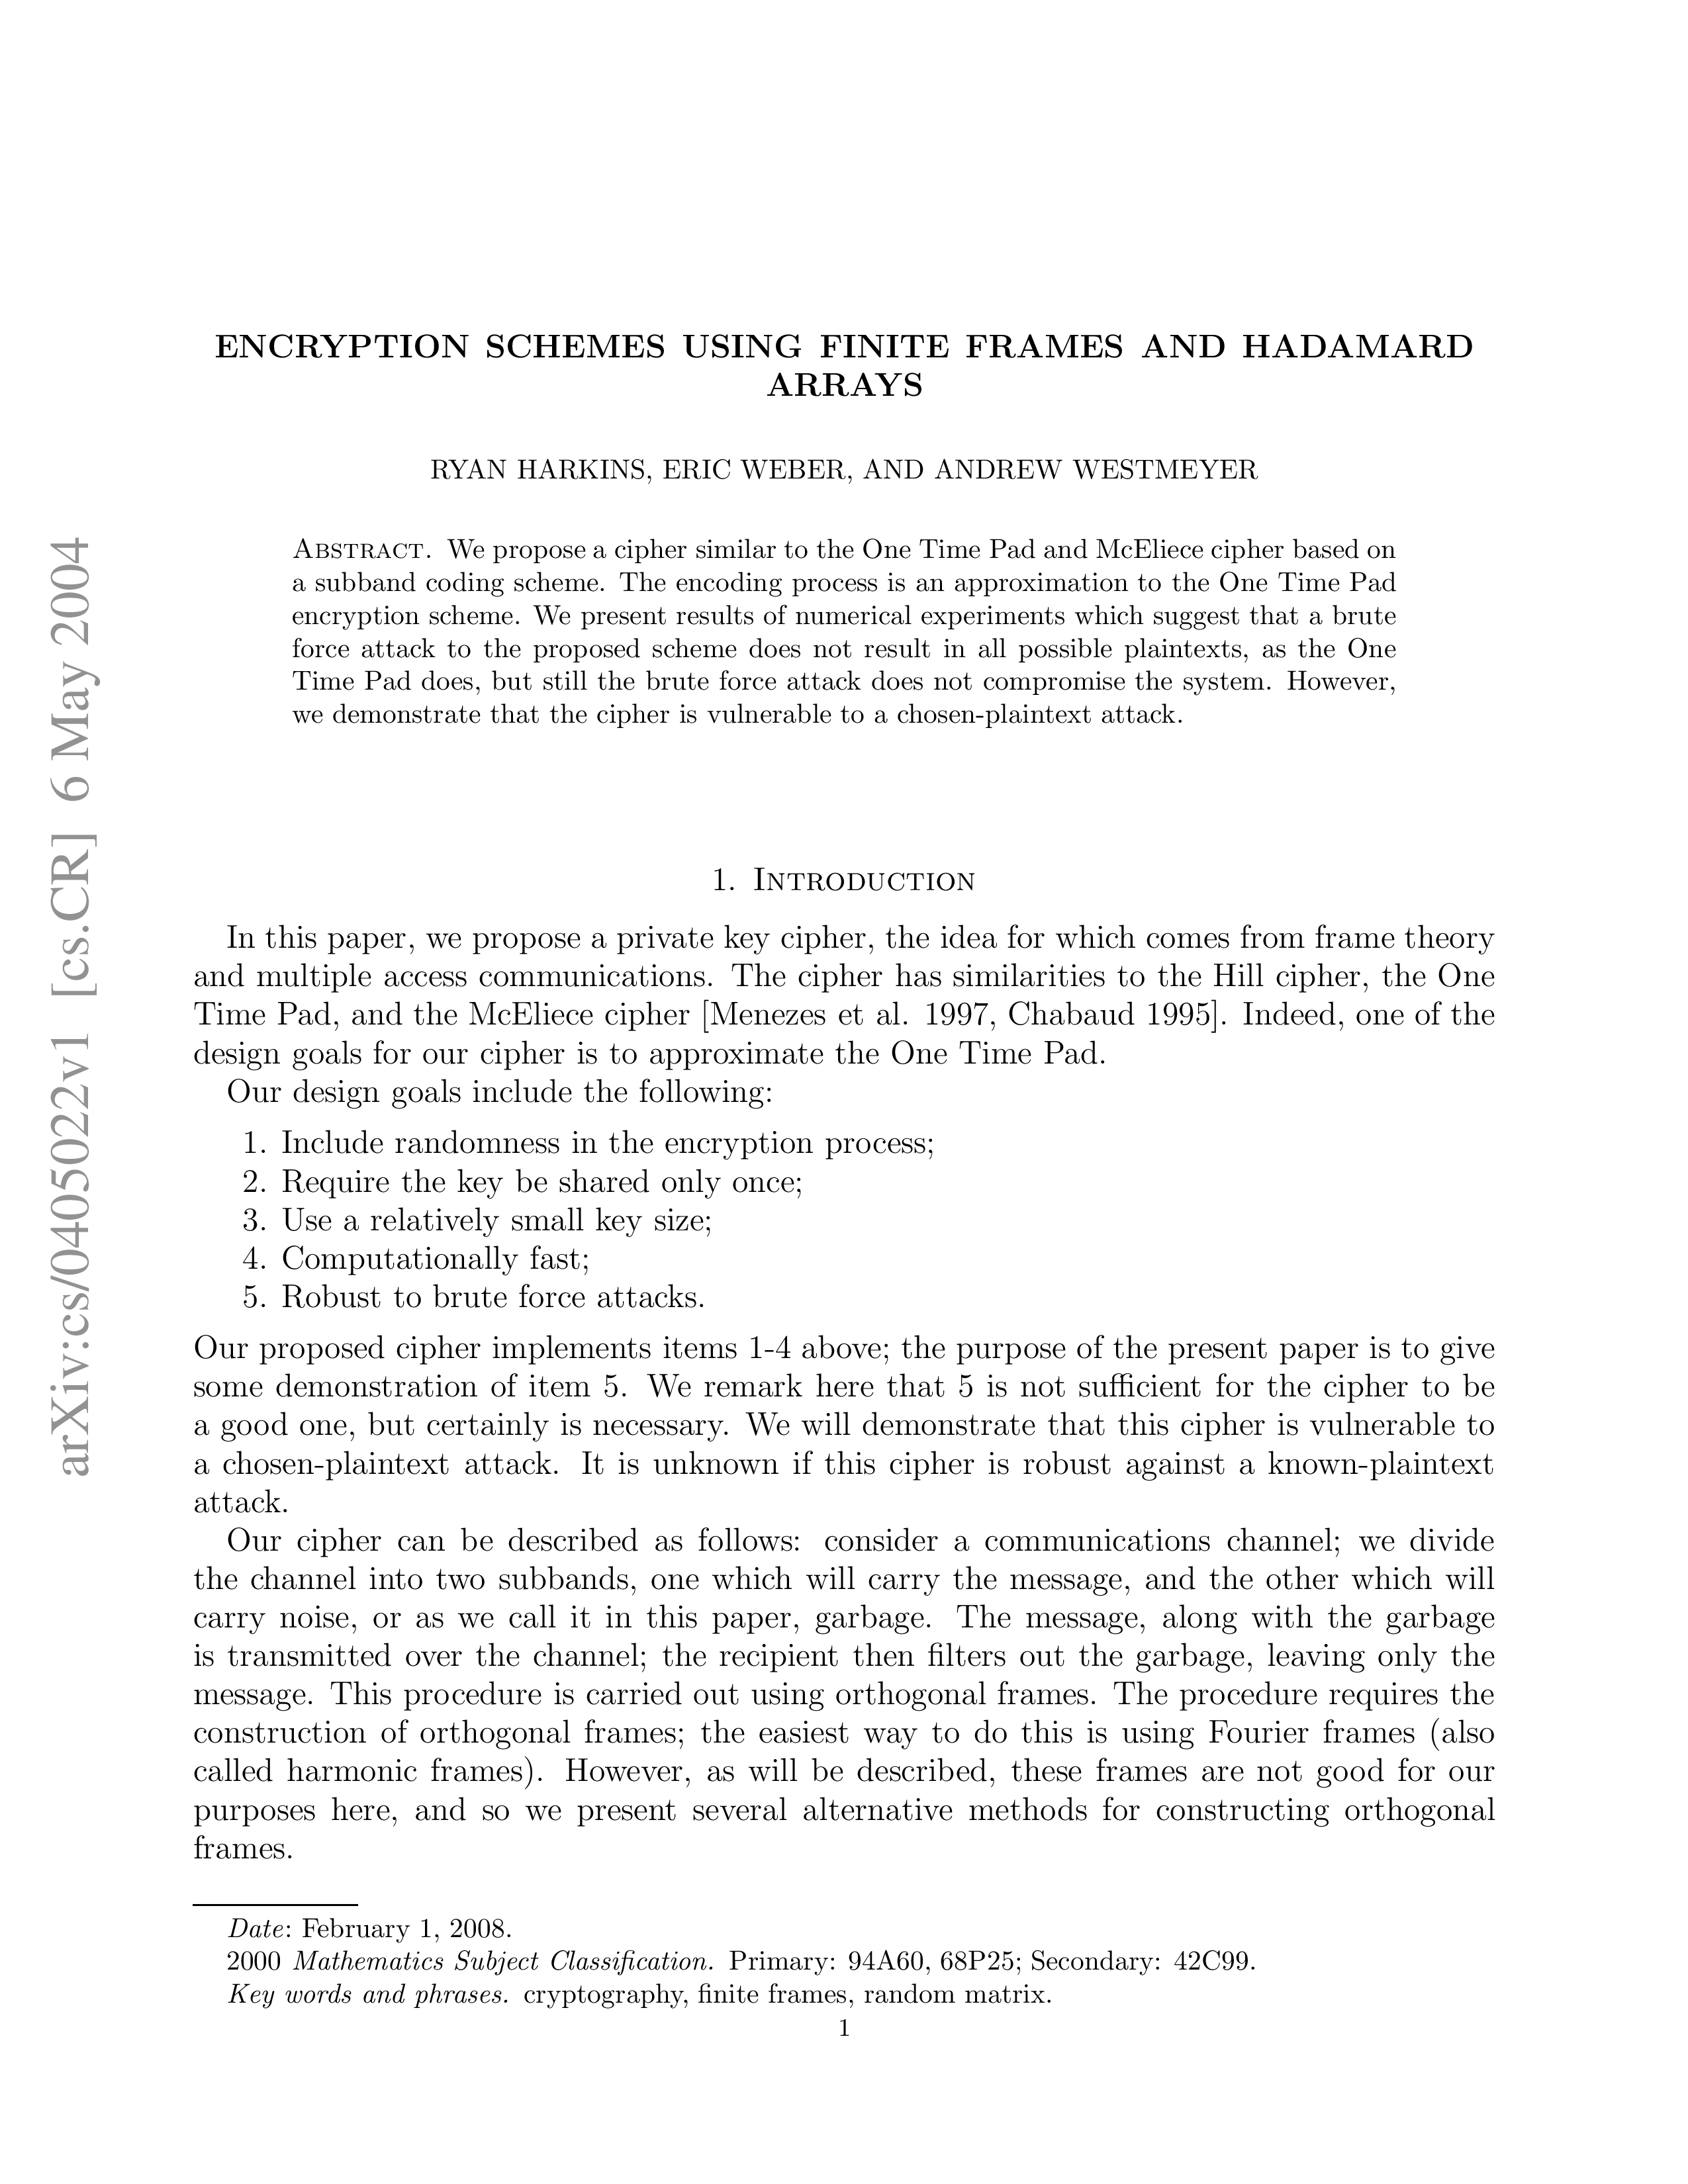 arXiv:cs/0405022v1 [cs.CR] 6 May 2004
ENCRYPTION SCHEMES USING FINITE FRAMES AND HADAMARD
ARRAYS
RYAN HARKINS, ERIC WEBER, AND ANDREW WESTMEYER
ABSTRACT. We propose a cipher similar to the One Time Pad and McEliece cipher based on
a subband coding scheme. The encoding process is an approximation to the One Time Pad
encryption scheme. We present results of numerical experiments which suggest that a brute
force attack to the proposed scheme does not result in all possible plaintexts, as the One
Time Pad does, but still the brute force attack does not compromise the system. However,
we demonstrate that the cipher is vulnerable to a chosen-plaintext attack.
1. INTRODUCTION
In this paper, we propose a private key cipher, the idea for which comes from frame theory
and multiple access communications. The cipher has similarities to the Hill cipher, the One
Time Pad, and the McEliece cipher [Menezes et al. 1997, Chabaud 1995]. Indeed, one of the
design goals for our cipher is to approximate the One Time Pad.
Our design goals include the following:
1. Include randomness in the encryption process;
2. Require the key be shared only once;
3. Use a relatively small key size;
4. Computationally fast;
5. Robust to brute force attacks.
Our proposed cipher implements items 1-4 above; the purpose of the present paper is to give
some demonstration of item 5. We remark here that 5 is not sufficient for the cipher to be
a good one, but certainly is necessary. We will demonstrate that this cipher is vulnerable to
a chosen-plaintext attack. It is unknown if this cipher is robust against a known-plaintext
attack.
Our cipher can be described as follows: consider a communications channel; we divide
the channel into two subbands, one which will carry the message, and the other which will
carry noise, or as we call it in this paper, garbage. The message, along with the garbage
is transmitted over the channel; the recipient then filters out the garbage, leaving only the
message. This procedure is carried out using orthogonal frames. The procedure requires the
construction of orthogonal frames; the easiest way to do this is using Fourier frames (also
called harmonic frames). However, as will be described, these frames are not good for our
purposes here, and so we present several alternative methods for constructing orthogonal
frames.
Date: February 1, 2008.
2000 Mathematics Subject Classification. Primary: 94A60, 68P25; Secondary: 42C99.
Key words and phrases. cryptography, finite frames, random matrix.
1